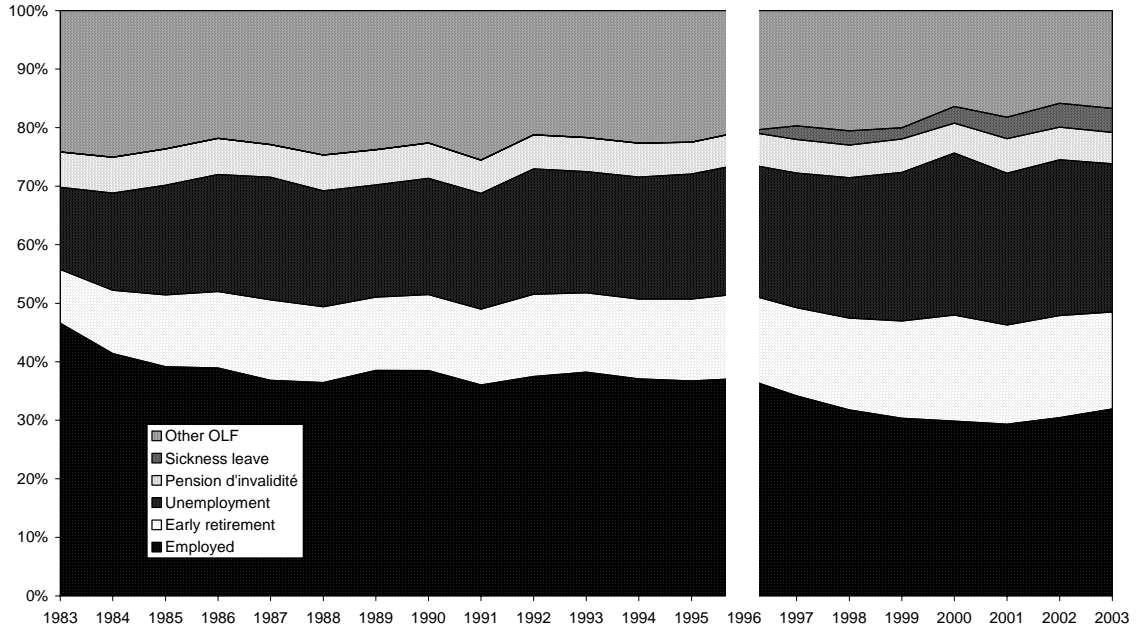 100%
90%
80%
70%
60%
50%
40%
30%
20%
10%
0%
Other OLF
Sickness leave
Pension d'invalidité
Unemployment
Early retirement
Employed
1983 1984 1985 1986 1987 1988 1989 1990 1991 1992 1993 1994 1995 1996 1997 1998 1999 2000 2001 2002 2003